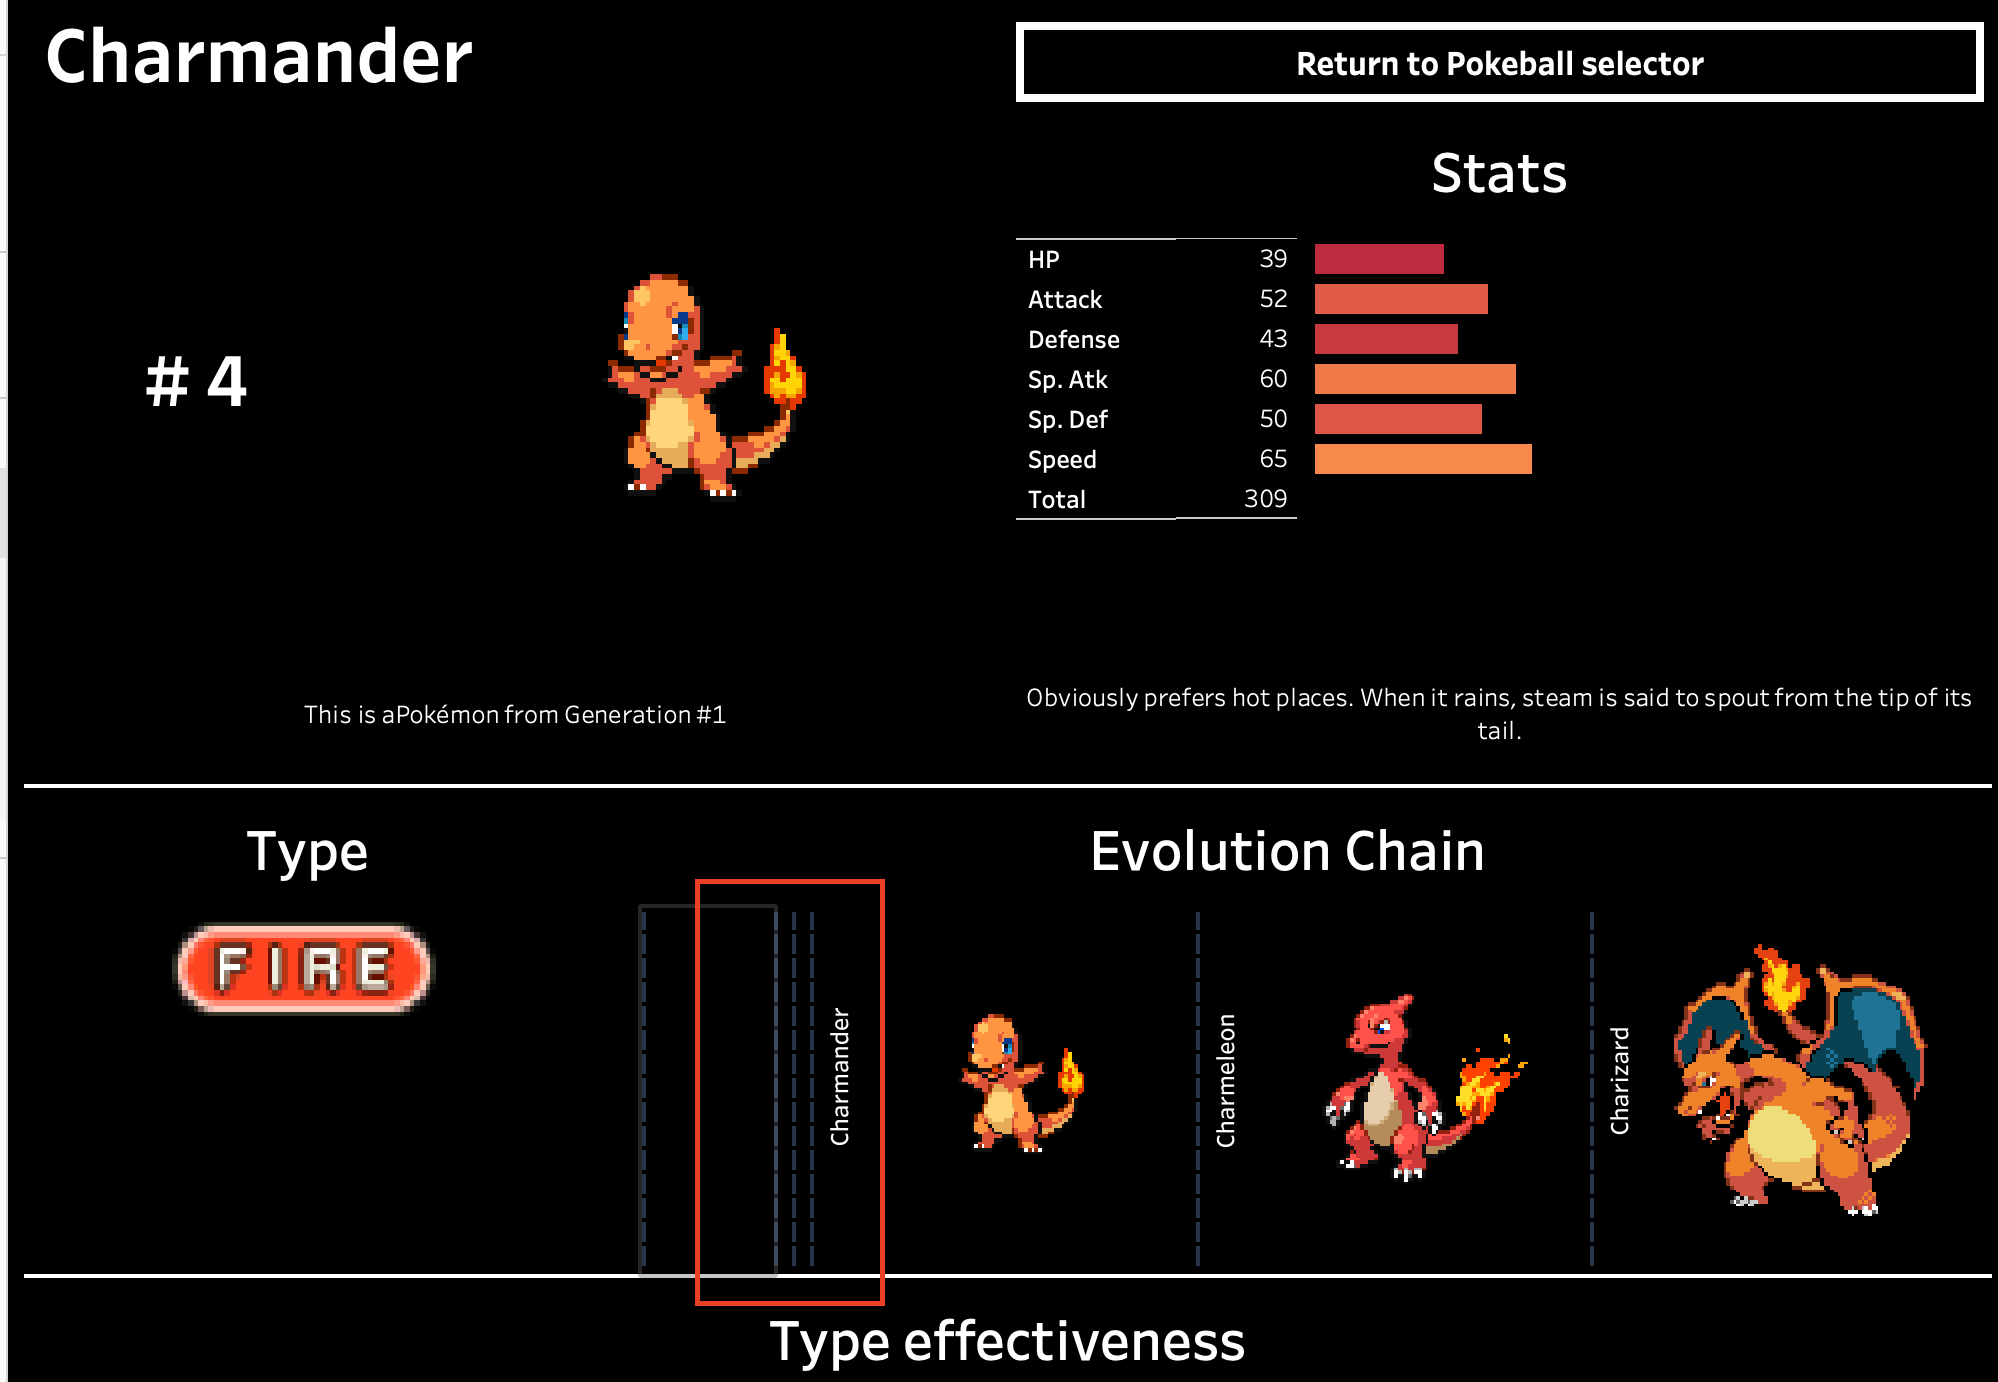 Charmander
Return to Pokeball selector
# 4
Stats
HP 39
Attack 52
Defense 43
Sp. Atk 60
Sp. Def 50
Speed 65
Total 309
This is aPokémon from Generation #1
Obviously prefers hot places. When it rains, steam is said to spout from the tip of its
tail.
Type
FIRE
Evolution Chain
Charmander
Charmeleon
Charizard
Type effectiveness